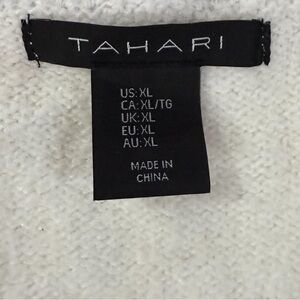 TAHARI
US: XL
CA: XL/TG
UK: XL
EU: XL
AU: XL
MADE IN
CHINA